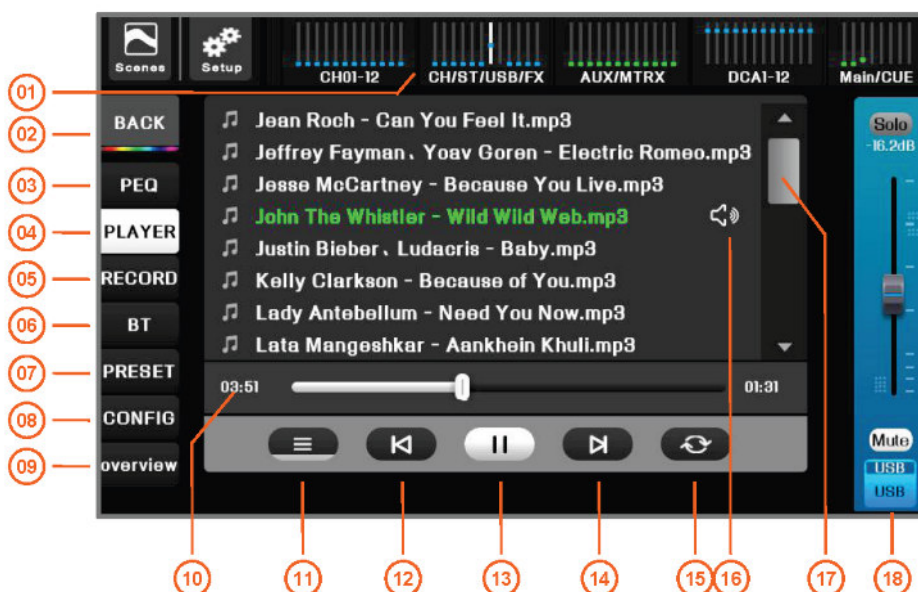 Scenes
Setup
CH01-12
CH/ST/USB/FX
AUX/MTRX
DCA1-12
Main/CUE
01
02
BACK
03
PEQ
04
PLAYER
05
RECORD
06
BT
07
PRESET
08
CONFIG
09
overview
Jean Roch - Can You Feel It.mp3
Jeffrey Fayman、Yoav Goren - Electric Romeo.mp3
Jesse McCartney - Because You Live.mp3
John The Whistler - Wild Wild Web.mp3
Justin Bieber、Ludacris - Baby.mp3
Kelly Clarkson - Because of You.mp3
Lady Antebellum - Need You Now.mp3
Lata Mangeshkar - Aankhein Khuli.mp3
03:51
01:31
Solo
-16.2dB
Mute
USB
USB
10
11
12
13
14
15
16
17
18